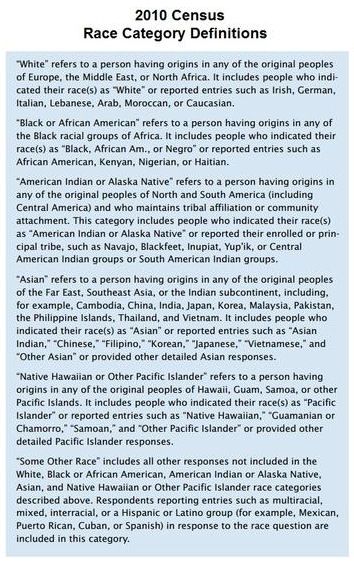 2010 Census
Race Category Definitions
“White” refers to a person having origins in any of the original peoples
of Europe, the Middle East, or North Africa. It includes people who indi-
cated their race(s) as “White” or reported entries such as Irish, German,
Italian, Lebanese, Arab, Moroccan, or Caucasian.
“Black or African American” refers to a person having origins in any of
the Black racial groups of Africa. It includes people who indicated their
race(s) as “Black, African Am., or Negro” or reported entries such as
African American, Kenyan, Nigerian, or Haitian.
“American Indian or Alaska Native” refers to a person having origins in
any of the original peoples of North and South America (including
Central America) and who maintains tribal affiliation or community
attachment. This category includes people who indicated their race(s)
as “American Indian or Alaska Native” or reported their enrolled or prin-
cipal tribe, such as Navajo, Blackfeet, Inupiat, Yup’ik, or Central
American Indian groups or South American Indian groups.
“Asian” refers to a person having origins in any of the original peoples
of the Far East, Southeast Asia, or the Indian subcontinent, including,
for example, Cambodia, China, India, Japan, Korea, Malaysia, Pakistan,
the Philippine Islands, Thailand, and Vietnam. It includes people who
indicated their race(s) as “Asian” or reported entries such as “Asian
Indian,” “Chinese,” “Filipino,” “Korean,” “Japanese,” “Vietnamese,” and
“Other Asian” or provided other detailed Asian responses.
“Native Hawaiian or Other Pacific Islander” refers to a person having
origins in any of the original peoples of Hawaii, Guam, Samoa, or other
Pacific Islands. It includes people who indicated their race(s) as “Pacific
Islander” or reported entries such as “Native Hawaiian,” “Guamanian or
Chamorro,” “Samoan,” and “Other Pacific Islander” or provided other
detailed Pacific Islander responses.
“Some Other Race” includes all other responses not included in the
White, Black or African American, American Indian or Alaska Native,
Asian, and Native Hawaiian or Other Pacific Islander race categories
described above. Respondents reporting entries such as multiracial,
mixed, interracial, or a Hispanic or Latino group (for example, Mexican,
Puerto Rican, Cuban, or Spanish) in response to the race question are
included in this category.